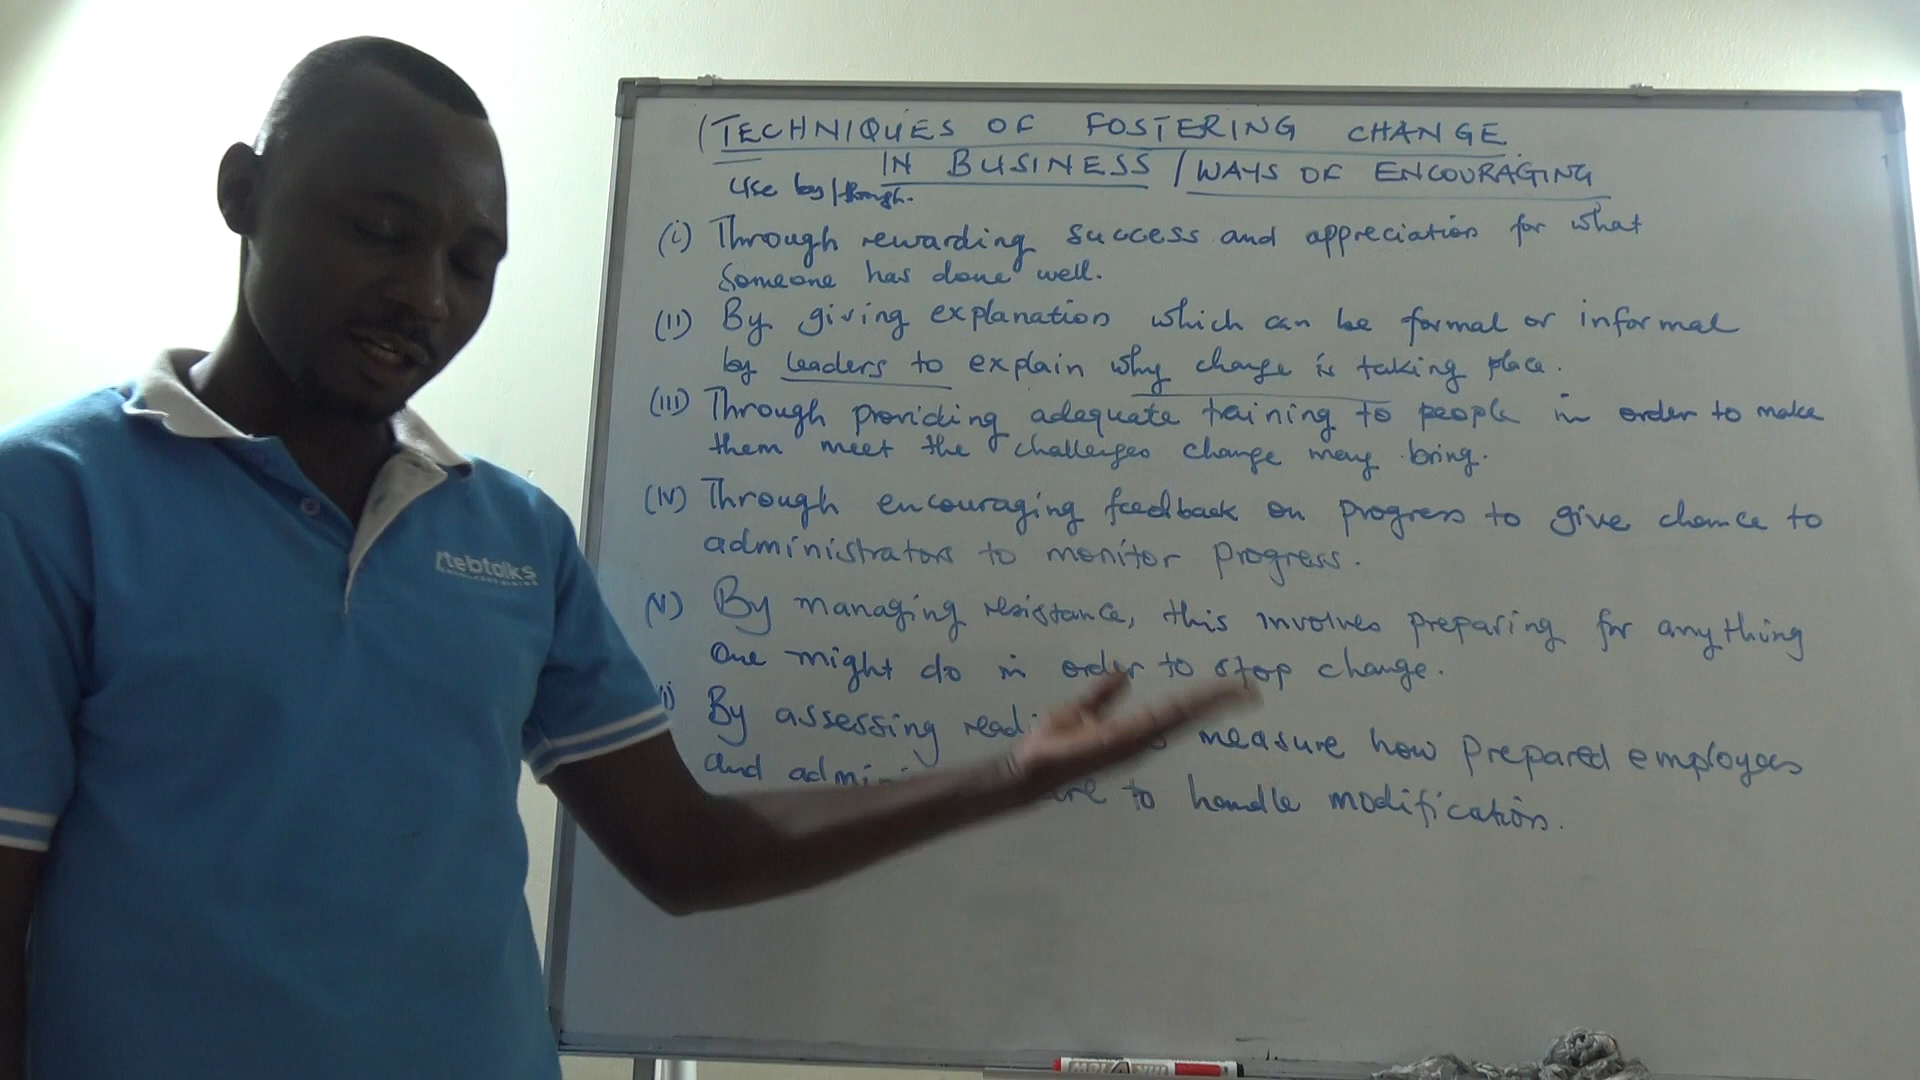 TECHNIQUES OF FOSTERING CHANGE
IN BUSINESS / WAYS OF ENCOURAGING
Use by/through.
(i) Through rewarding success and appreciation for what
someone has done well.
(II) By giving explanation which can be formal or informal
by leaders to explain why change is taking place.
(III) Through providing adequate training to people in order to make
them meet the challenges change may bring.
(IV) Through encouraging feedback on progress to give chance to
administrators to monitor progress.
(V) By managing resistance, this involves preparing for anything
one might do in order to stop change.
By assessing measure how prepared employees
and to handle modification.
tebtalks